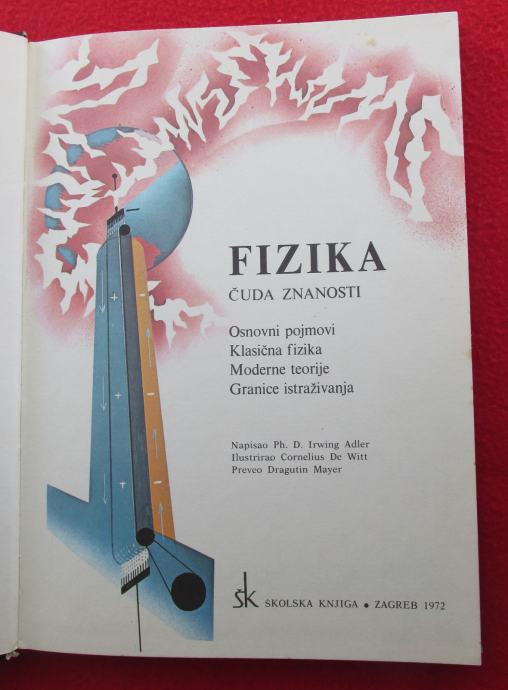 FIZIKA
ČUDA ZNANOSTI
Osnovni pojmovi
Klasična fizika
Moderne teorije
Granice istraživanja
Napisao Ph. D. Irwing Adler
Ilustrirao Cornelius De Witt
Preveo Dragutin Mayer
šk ŠKOLSKA KNJIGA • ZAGREB 1972